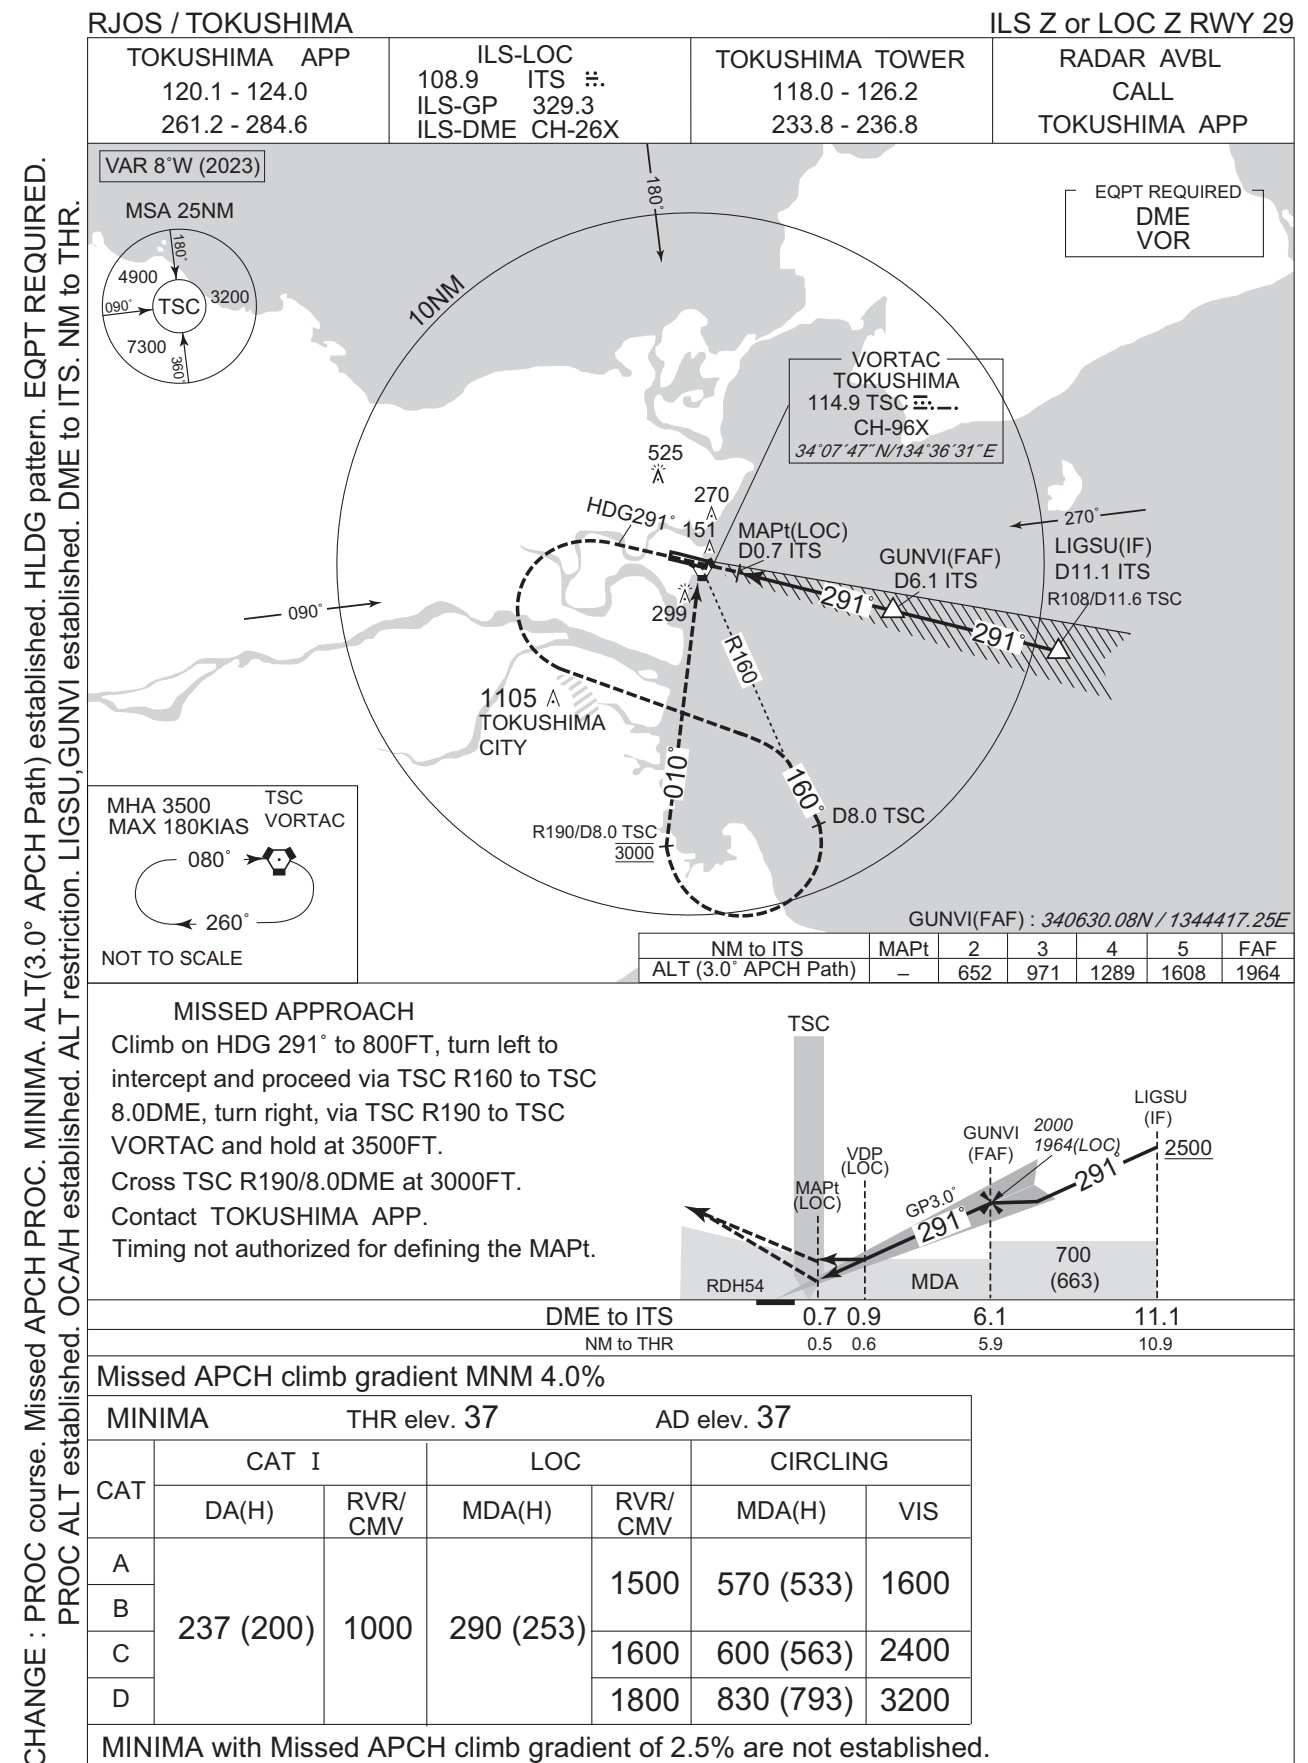 RJOS / TOKUSHIMA
ILS Z or LOC Z RWY 29
TOKUSHIMA APP
120.1 - 124.0
261.2 - 284.6
ILS-LOC
108.9 ITS
ILS-GP 329.3
ILS-DME CH-26X
TOKUSHIMA TOWER
118.0 - 126.2
233.8 - 236.8
RADAR AVBL
CALL
TOKUSHIMA APP
CHANGE : PROC course. Missed APCH PROC. MINIMA. ALT(3.0° APCH Path) established. HLDG pattern. EQPT REQUIRED.
PROC ALT established. OCA/H established. ALT restriction. LIGSU,GUNVI established. DME to ITS. NM to THR.
VAR 8°W (2023)
MSA 25NM
180°
4900
3200
090°
TSC
7300
360°
180°
10NM
EQPT REQUIRED
DME
VOR
VORTAC
TOKUSHIMA
114.9 TSC
CH-96X
34°07′47″N/134°36′31″E
525
270
HDG291°
151
MAPt(LOC)
D0.7 ITS
270°
GUNVI(FAF)
D6.1 ITS
LIGSU(IF)
D11.1 ITS
R108/D11.6 TSC
291°
291°
090°
299
R160
1105
TOKUSHIMA
CITY
010°
160°
D8.0 TSC
R190/D8.0 TSC
3000
MHA 3500
MAX 180KIAS
TSC
VORTAC
080°
260°
NOT TO SCALE
GUNVI(FAF) : 340630.08N / 1344417.25E
NM to ITS MAPt 2 3 4 5 FAF
ALT (3.0° APCH Path) – 652 971 1289 1608 1964
MISSED APPROACH
Climb on HDG 291° to 800FT, turn left to
intercept and proceed via TSC R160 to TSC
8.0DME, turn right, via TSC R190 to TSC
VORTAC and hold at 3500FT.
Cross TSC R190/8.0DME at 3000FT.
Contact TOKUSHIMA APP.
Timing not authorized for defining the MAPt.
TSC
LIGSU
(IF)
2500
2000
1964(LOC)
GUNVI
(FAF)
VDP
(LOC)
MAPt
(LOC)
GP3.0°
291°
291°
RDH54
MDA
700
(663)
DME to ITS 0.7 0.9 6.1 11.1
NM to THR 0.5 0.6 5.9 10.9
Missed APCH climb gradient MNM 4.0%
MINIMA THR elev. 37 AD elev. 37
CAT
CAT I LOC CIRCLING
DA(H) RVR/CMV MDA(H) RVR/CMV MDA(H) VIS
A
B
C
D
237 (200) 1000 290 (253)
1500 570 (533) 1600
1600 600 (563) 2400
1800 830 (793) 3200
MINIMA with Missed APCH climb gradient of 2.5% are not established.